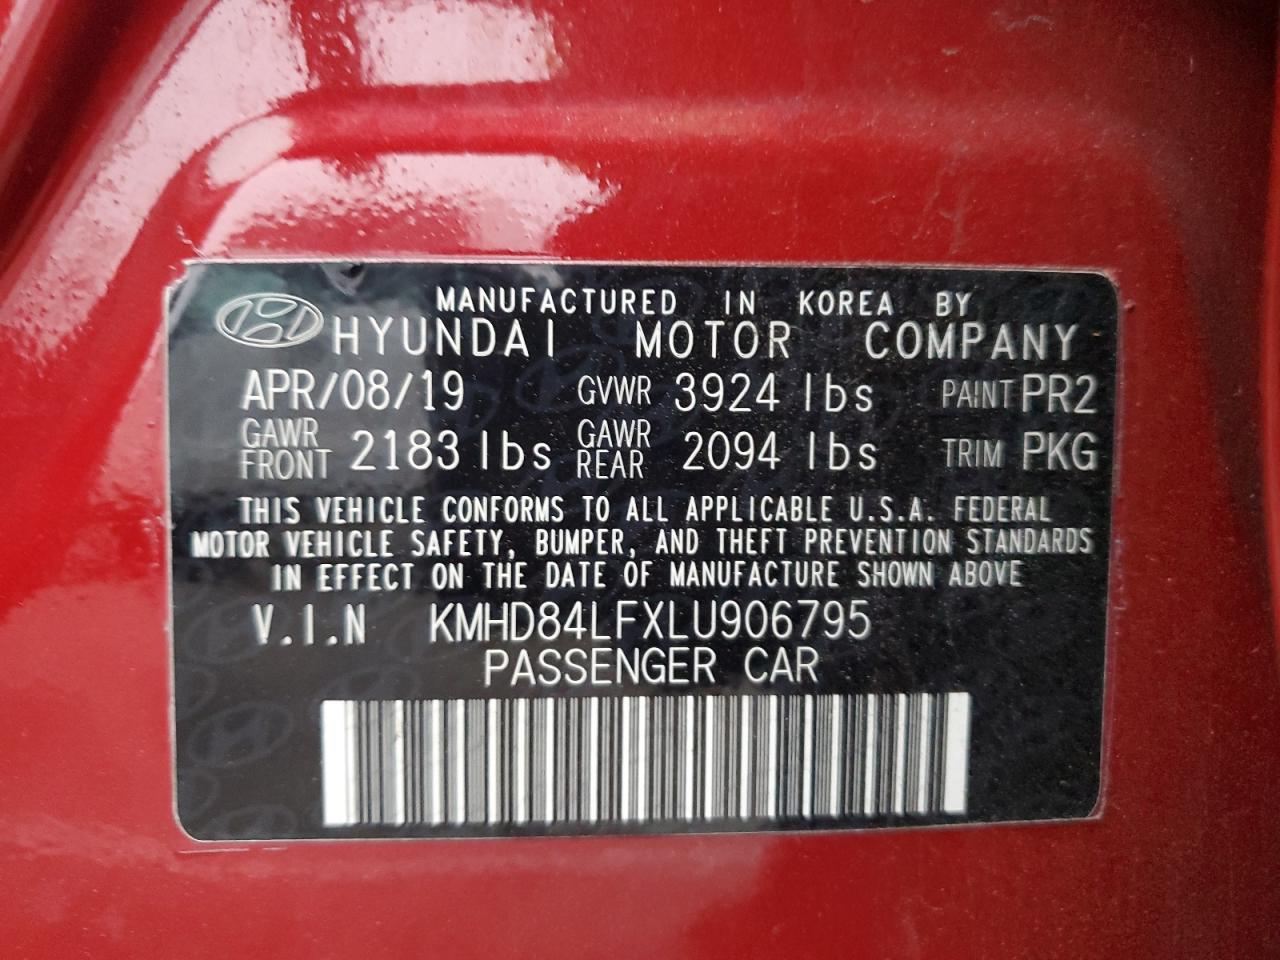 MANUFACTURED IN KOREA BY
HYUNDAI MOTOR COMPANY
APR/08/19 GVWR 3924 lbs PAINT PR2
GAWR FRONT 2183 lbs GAWR REAR 2094 lbs TRIM PKG
THIS VEHICLE CONFORMS TO ALL APPLICABLE U.S.A. FEDERAL
MOTOR VEHICLE SAFETY, BUMPER, AND THEFT PREVENTION STANDARDS
IN EFFECT ON THE DATE OF MANUFACTURE SHOWN ABOVE
V.I.N KMHD84LFXLU906795
PASSENGER CAR